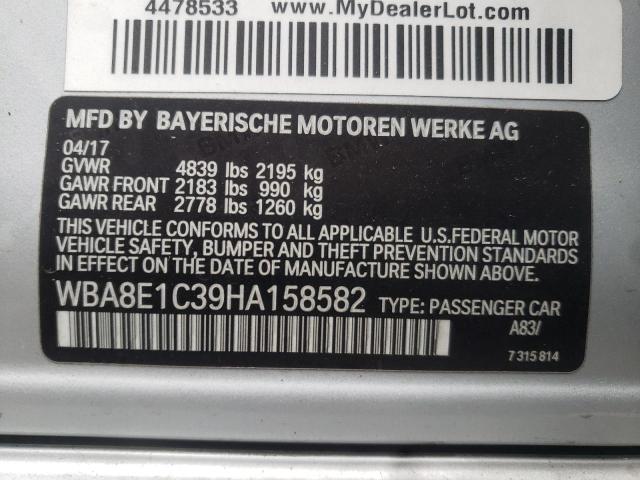 4478533 www.MyDealerLot.com
MFD BY BAYERISCHE MOTOREN WERKE AG
04/17
GVWR 4839 lbs 2195 kg
GAWR FRONT 2183 lbs 990 kg
GAWR REAR 2778 lbs 1260 kg
THIS VEHICLE CONFORMS TO ALL APPLICABLE U.S.FEDERAL MOTOR
VEHICLE SAFETY, BUMPER AND THEFT PREVENTION STANDARDS
IN EFFECT ON THE DATE OF MANUFACTURE SHOWN ABOVE.
WBA8E1C39HA158582 TYPE: PASSENGER CAR
A83/
7 315 814